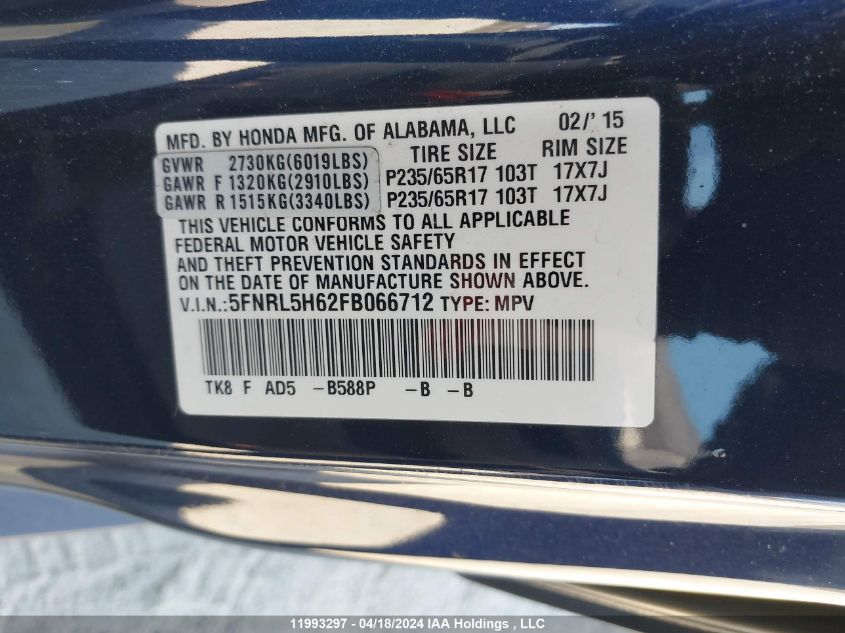 MFD. BY HONDA MFG. OF ALABAMA, LLC 02/' 15
GVWR 2730KG(6019LBS) TIRE SIZE RIM SIZE
GAWR F 1320KG(2910LBS) P235/65R17 103T 17X7J
GAWR R 1515KG(3340LBS) P235/65R17 103T 17X7J
THIS VEHICLE CONFORMS TO ALL APPLICABLE
FEDERAL MOTOR VEHICLE SAFETY
AND THEFT PREVENTION STANDARDS IN EFFECT
ON THE DATE OF MANUFACTURE SHOWN ABOVE.
V.I.N.:5FNRL5H62FB066712 TYPE: MPV
TK8 F AD5 -B588P -B -B
11993297 - 04/18/2024 IAA Holdings , LLC